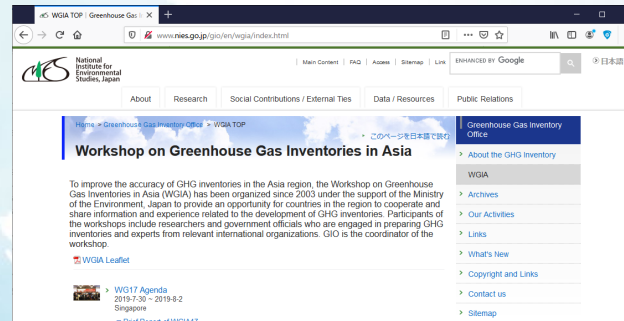 WGIA TOP | Greenhouse Gas I
www.nies.go.jp/gio/en/wgia/index.html
National
Institute for
Environmental
Studies, Japan
Main Content | FAQ | Access | Sitemap | Link
ENHANCED BY Google
日本語
About Research Social Contributions / External Ties Data / Resources Public Relations
Home > Greenhouse Gas Inventory Office > WGIA TOP
このページを日本語で読む
Workshop on Greenhouse Gas Inventories in Asia
To improve the accuracy of GHG inventories in the Asia region, the Workshop on Greenhouse
Gas Inventories in Asia (WGIA) has been organized since 2003 under the support of the Ministry
of the Environment, Japan to provide an opportunity for countries in the region to cooperate and
share information and experience related to the development of GHG inventories. Participants of
the workshops include researchers and government officials who are engaged in preparing GHG
inventories and experts from relevant international organizations. GIO is the coordinator of the
workshop.
WGIA Leaflet
WG17 Agenda
2019-7-30 ~ 2019-8-2
Singapore
Brief Report of WGIA17
Greenhouse Gas Inventory
Office
About the GHG Inventory
WGIA
Archives
Our Activities
Links
What's New
Copyright and Links
Contact us
Sitemap